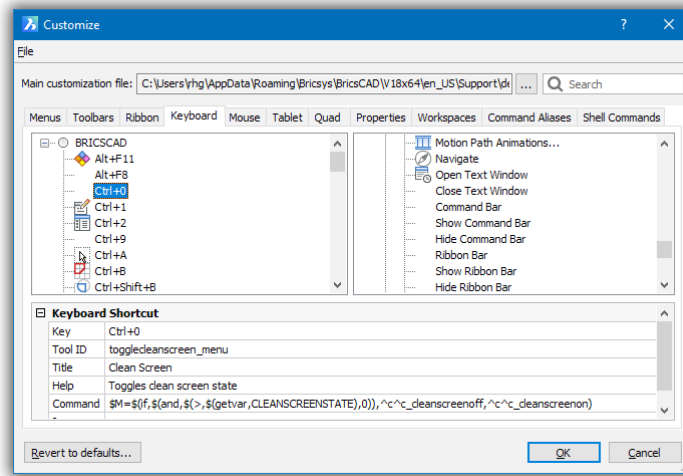 Customize
File
Main customization file: C:\Users\rhg\AppData\Roaming\Bricsys\BricsCAD\V18x64\en_US\Support\de ... Search
Menus Toolbars Ribbon Keyboard Mouse Tablet Quad Properties Workspaces Command Aliases Shell Commands
BRICSCAD
Alt+F11
Alt+F8
Ctrl+0
Ctrl+1
Ctrl+2
Ctrl+9
Ctrl+A
Ctrl+B
Ctrl+Shift+B
Motion Path Animations...
Navigate
Open Text Window
Close Text Window
Command Bar
Show Command Bar
Hide Command Bar
Ribbon Bar
Show Ribbon Bar
Hide Ribbon Bar
Keyboard Shortcut
Key Ctrl+0
Tool ID togglecleanscreen_menu
Title Clean Screen
Help Toggles clean screen state
Command $M=$(if,$(and,$(>,$(getvar,CLEANSCREENSTATE),0)),^c^c_cleanscreenoff,^c^c_cleanscreenon)
Revert to defaults... OK Cancel